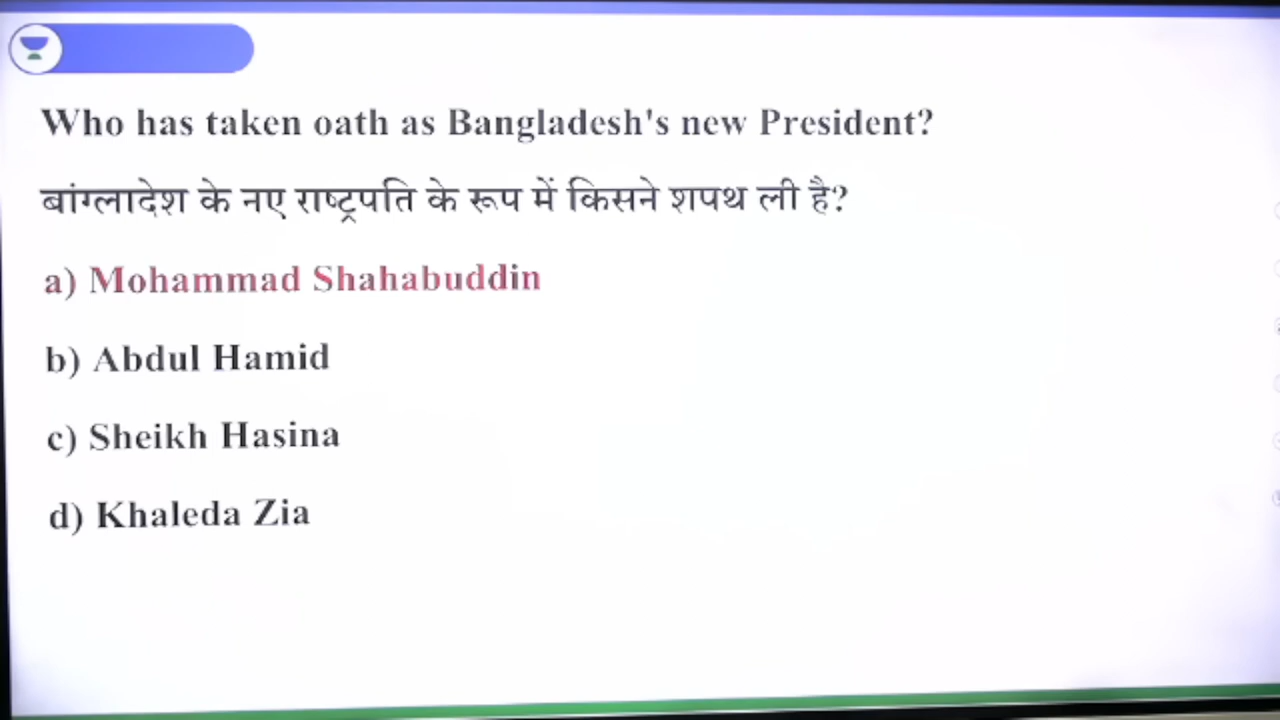 Who has taken oath as Bangladesh's new President?
बांग्लादेश के नए राष्ट्रपति के रूप में किसने शपथ ली है?
a) Mohammad Shahabuddin
b) Abdul Hamid
c) Sheikh Hasina
d) Khaleda Zia